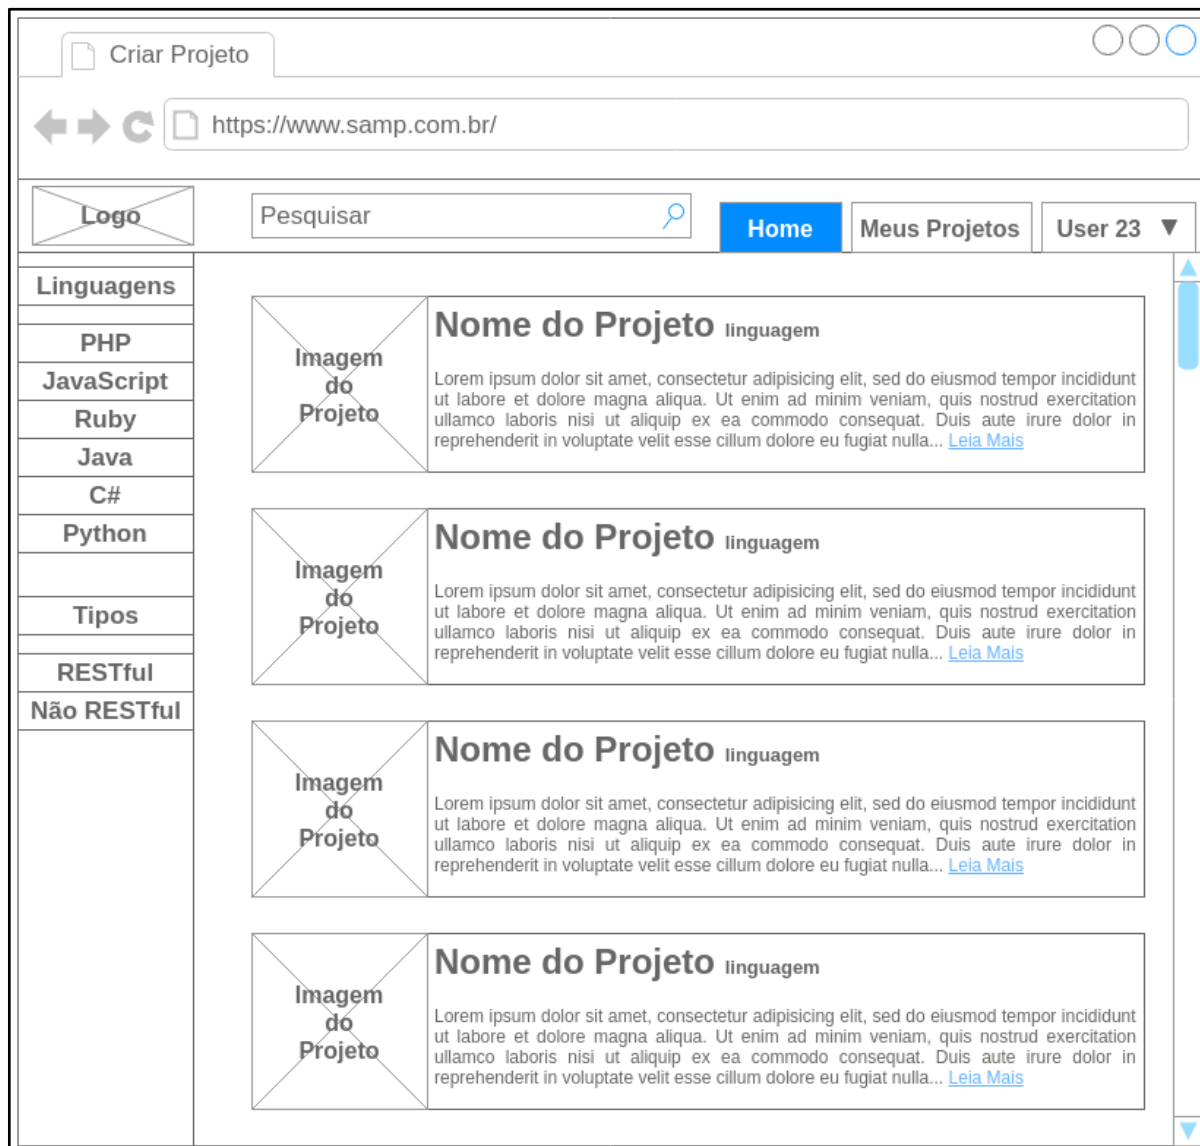 Criar Projeto
https://www.samp.com.br/
Logo
Pesquisar
Home
Meus Projetos
User 23
Linguagens
PHP
JavaScript
Ruby
Java
C#
Python
Tipos
RESTful
Não RESTful
Imagem
do
Projeto
Nome do Projeto linguagem
Lorem ipsum dolor sit amet, consectetur adipisicing elit, sed do eiusmod tempor incididunt
ut labore et dolore magna aliqua. Ut enim ad minim veniam, quis nostrud exercitation
ullamco laboris nisi ut aliquip ex ea commodo consequat. Duis aute irure dolor in
reprehenderit in voluptate velit esse cillum dolore eu fugiat nulla... Leia Mais
Imagem
do
Projeto
Nome do Projeto linguagem
Lorem ipsum dolor sit amet, consectetur adipisicing elit, sed do eiusmod tempor incididunt
ut labore et dolore magna aliqua. Ut enim ad minim veniam, quis nostrud exercitation
ullamco laboris nisi ut aliquip ex ea commodo consequat. Duis aute irure dolor in
reprehenderit in voluptate velit esse cillum dolore eu fugiat nulla... Leia Mais
Imagem
do
Projeto
Nome do Projeto linguagem
Lorem ipsum dolor sit amet, consectetur adipisicing elit, sed do eiusmod tempor incididunt
ut labore et dolore magna aliqua. Ut enim ad minim veniam, quis nostrud exercitation
ullamco laboris nisi ut aliquip ex ea commodo consequat. Duis aute irure dolor in
reprehenderit in voluptate velit esse cillum dolore eu fugiat nulla... Leia Mais
Imagem
do
Projeto
Nome do Projeto linguagem
Lorem ipsum dolor sit amet, consectetur adipisicing elit, sed do eiusmod tempor incididunt
ut labore et dolore magna aliqua. Ut enim ad minim veniam, quis nostrud exercitation
ullamco laboris nisi ut aliquip ex ea commodo consequat. Duis aute irure dolor in
reprehenderit in voluptate velit esse cillum dolore eu fugiat nulla... Leia Mais